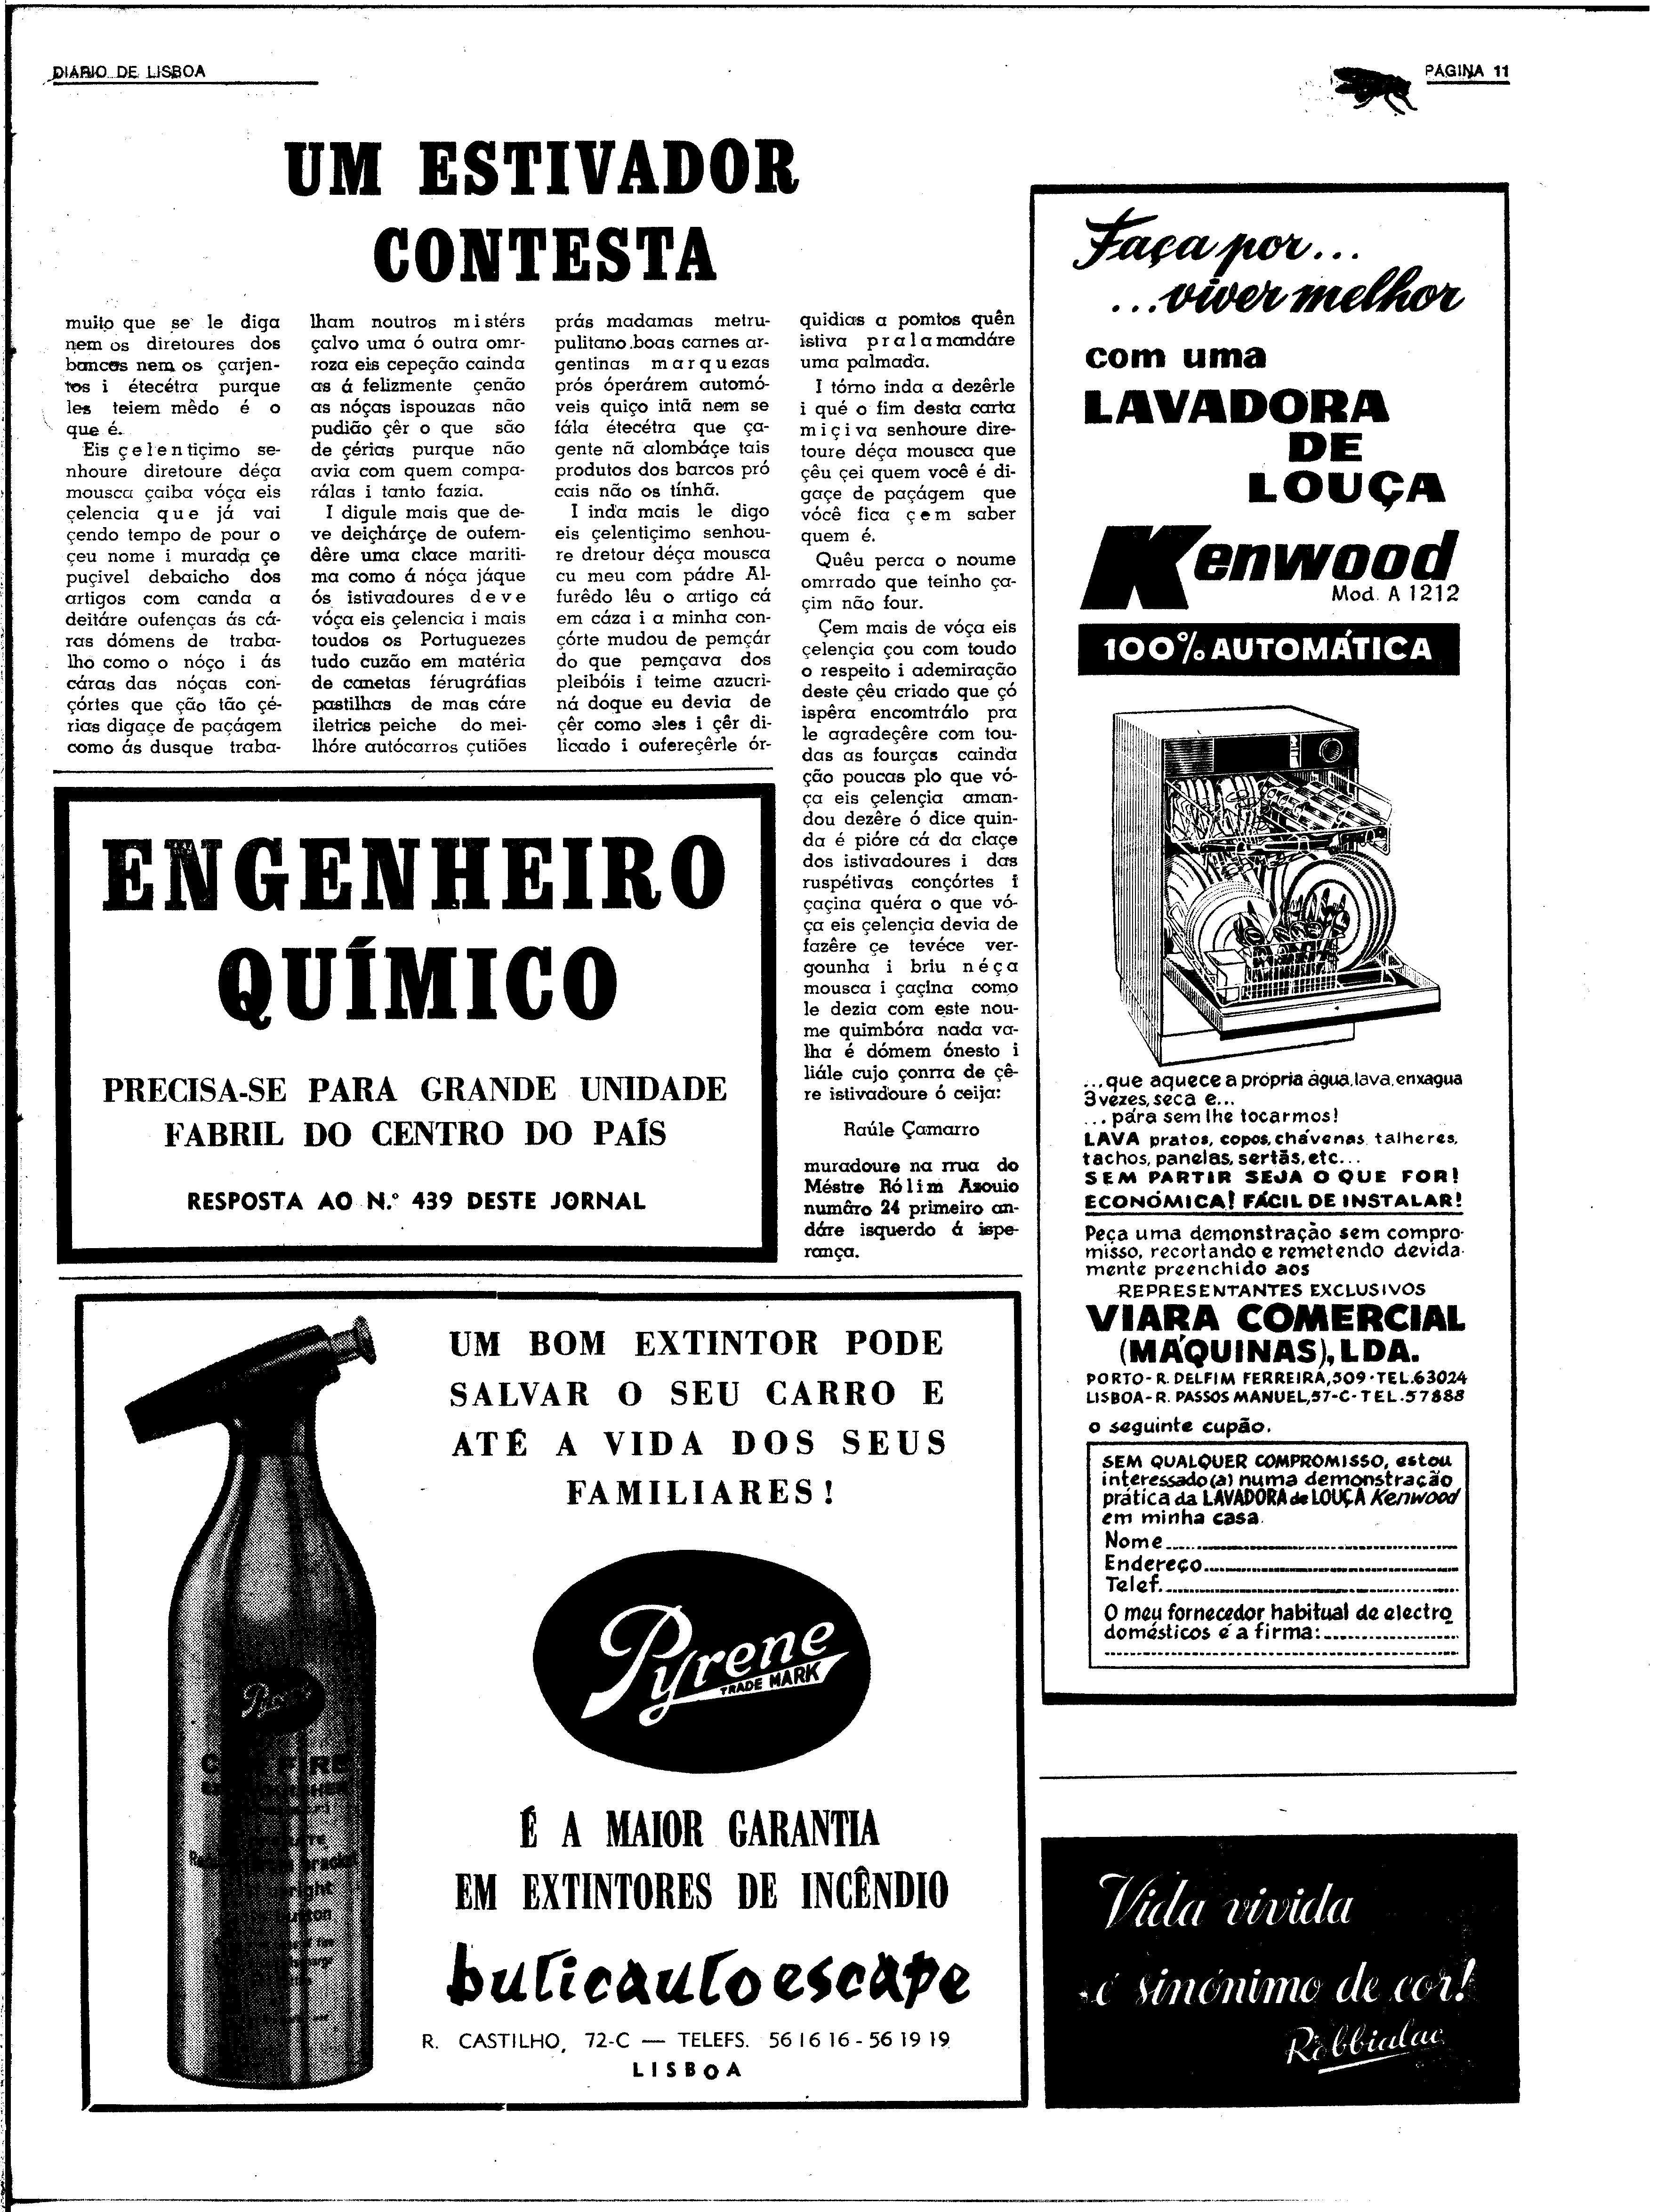 DIÁRIO DE LISBOA
PÁGINA 11
UM ESTIVADOR
CONTESTA
muito que se le diga
nem os diretoures dos
bancos nem os çarjen-
tos i étecétra purque
les teiem mêdo é o
que é.
Eis çelentiçimo se-
nhoure diretoure déça
mousca çaiba vóça eis
çelencia que já vai
çendo tempo de pour o
çeu nome i murada çe
puçivel debaicho dos
artigos com canda a
deitáre oufenças ás cá-
ras dómens de traba-
lho como o nóço i ás
cáras das nóças con-
çórtes que ção tão çé-
rias digaçe de paçágem
como ás dusque traba-
lham noutros mistérs
çalvo uma ó outra omr-
roza eis cepeção cainda
as á felizmente çenão
as nóças ispouzas não
pudião çêr o que são
de çérias purque não
avia com quem compa-
rálas i tanto fazia.
I digule mais que de-
ve deiçhárçe de oufem-
dêre uma clace mariti-
ma como á nóça jáque
ós istivadoures deve
vóça eis çelencia i mais
toudos os Portuguezes
tudo cuzão em matéria
de canetas férugráfias
pastilhas de mas cáre
iletrics peiche do mei-
lhóre autócarros çutiões
prás madamas metru-
pulitano.boas carnes ar-
gentinas marquezas
prós óperárem automó-
veis quiço intã nem se
fála étecétra que ça-
gente nã alombáçe tais
produtos dos barcos pró
cais não os tínhã.
I inda mais le digo
eis çelentiçimo senhou-
re dretour déça mousca
cu meu com pádre Al-
furêdo lêu o artigo cá
em cáza i a minha con-
çórte mudou de pemçár
do que pemçava dos
pleibóis i teime azucri-
ná doque eu devia de
çêr como eles i çêr di-
licado i oufereçêrle ór-
quidias a pomtos quên
istiva pralamandáre
uma palmada.
I tórno inda a dezêrle
i qué o fim desta carta
miçiva senhoure dire-
toure déça mousca que
çêu çei quem você é di-
gaçe de paçágem que
vócê fica çem saber
quem é.
Quêu perca o noume
omrrado que teinho ça-
çim não four.
Çem mais de vóça eis
çelençia çou com toudo
o respeito i ademiração
deste çêu criado que çó
ispêra encomtrálo pra
le agradeçêre com tou-
das as fourças cainda
ção poucas plo que vó-
ça eis çelençia aman-
dou dezêre ó dice quin-
da é pióre cá da claçe
dos istivadoures i das
ruspétivas conçórtes i
çaçina quéra o que vó-
ça eis çelençia devia de
fazêre çe tevéce ver-
gounha i briu néça
mousca i çaçina como
le dezia com este nou-
me quimbóra nada va-
lha é dómem ónesto i
liále cujo çonrra de çê-
re istivadoure ó ceija:
Raúle Çamarro
muradoure na rrua do
Méstre Rólim Asouio
numâro 24 primeiro an-
dáre isquerdo á ispe-
rança.
ENGENHEIRO
QUÍMICO
PRECISA-SE PARA GRANDE UNIDADE
FABRIL DO CENTRO DO PAÍS
RESPOSTA AO N.º 439 DESTE JORNAL
UM BOM EXTINTOR PODE
SALVAR O SEU CARRO E
ATÉ A VIDA DOS SEUS
FAMILIARES!
Pyrene
TRADE MARK
Pyrene
É A MAIOR GARANTIA
EM EXTINTORES DE INCÊNDIO
buticautoescape
R. CASTILHO, 72-C — TELEFS. 56 16 16 - 56 19 19
LISBOA
Faça por...
...viver melhor
com uma
LAVADORA
DE
LOUÇA
Kenwood
Mod. A 1212
100% AUTOMÁTICA
...que aquece a própria água, lava, enxagua
3 vezes, seca e...
...pára sem lhe tocarmos!
LAVA pratos, copos, chávenas, talheres,
tachos, panelas, sertãs, etc...
SEM PARTIR SEJA O QUE FOR!
ECONÓMICA! FÁCIL DE INSTALAR!
Peça uma demonstração sem compro-
misso, recortando e remetendo devida-
mente preenchido aos
REPRESENTANTES EXCLUSIVOS
VIARA COMERCIAL
(MÁQUINAS), LDA.
PORTO - R. DELFIM FERREIRA, 509 - TEL. 63024
LISBOA - R. PASSOS MANUEL, 57-C - TEL. 57888
o seguinte cupão.
SEM QUALQUER COMPROMISSO, estou
interessado(a) numa demonstração
prática da LAVADORA de LOUÇA Kenwood
em minha casa.
Nome
Endereço
Telef.
O meu fornecedor habitual de electro
domésticos é a firma:
Vida vivida
é sinónimo de cor!
Robbialac